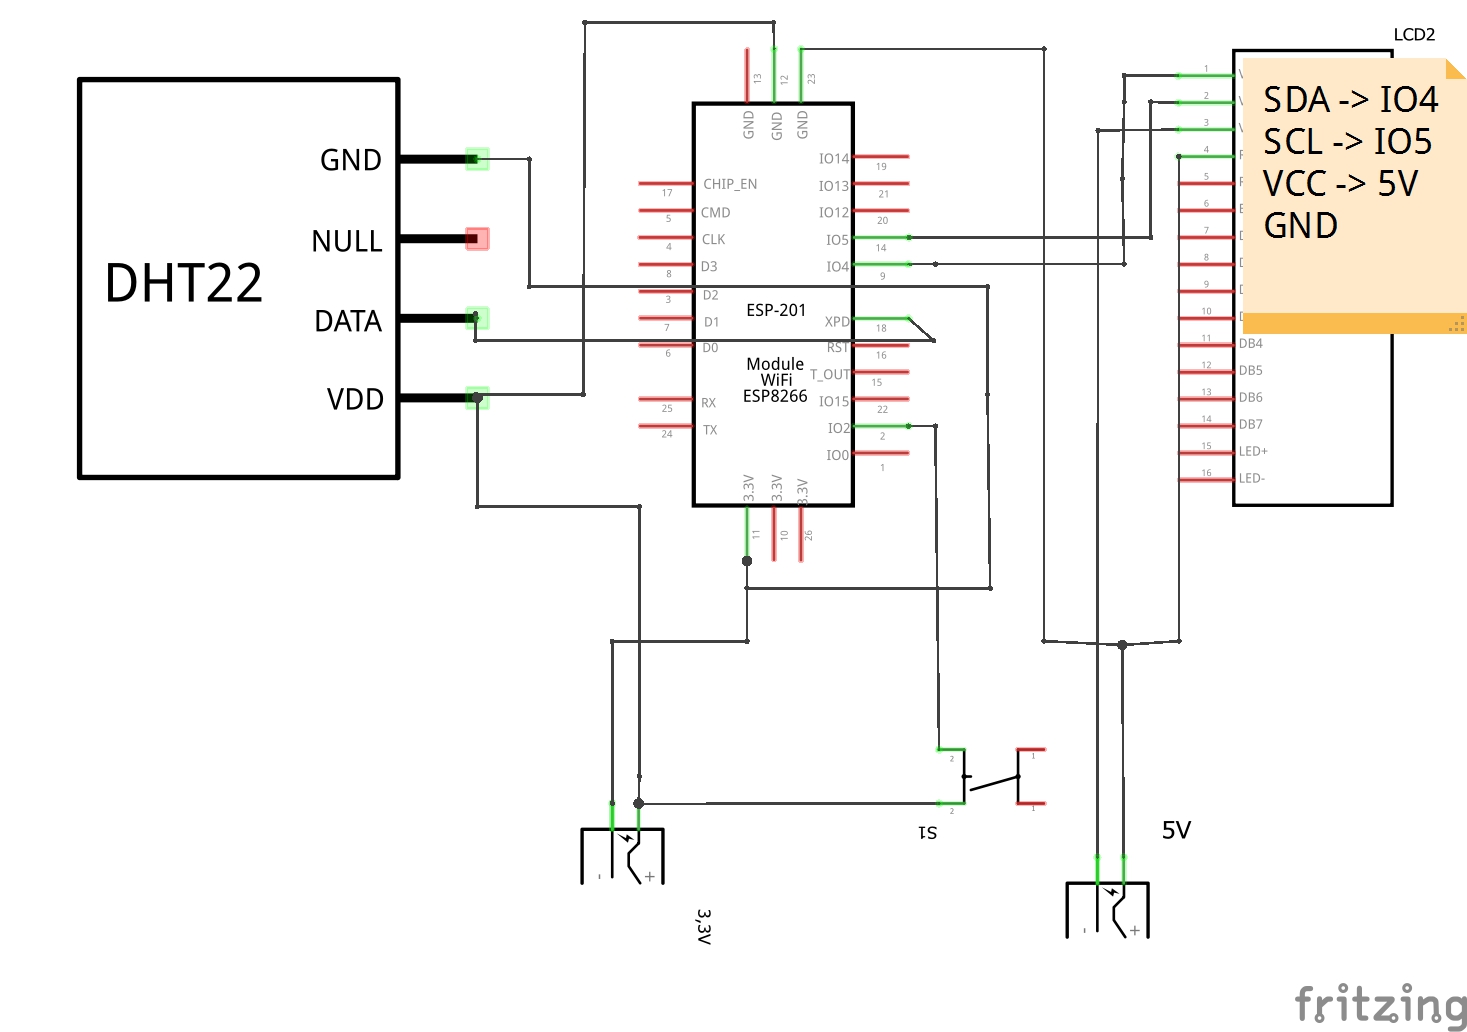 LCD2
SDA -> IO4
SCL -> IO5
VCC -> 5V
GND
DHT22
GND
NULL
DATA
VDD
13
12
23
GND
GND
GND
CHIP_EN
17
CMD
5
CLK
4
D3
8
D2
3
D1
7
D0
6
RX
25
TX
24
IO14
19
IO13
21
IO12
20
IO5
14
IO4
9
XPD
18
RST
16
T_OUT
15
IO15
22
IO2
2
IO0
1
ESP-201
Module
WiFi
ESP8266
3.3V
3.3V
3.3V
11
10
26
1
2
3
4
5
6
7
8
9
10
11
DB4
12
DB5
13
DB6
14
DB7
15
LED+
16
LED-
2
1
2
1
S1
5V
- +
3,3V
- +
fritzing